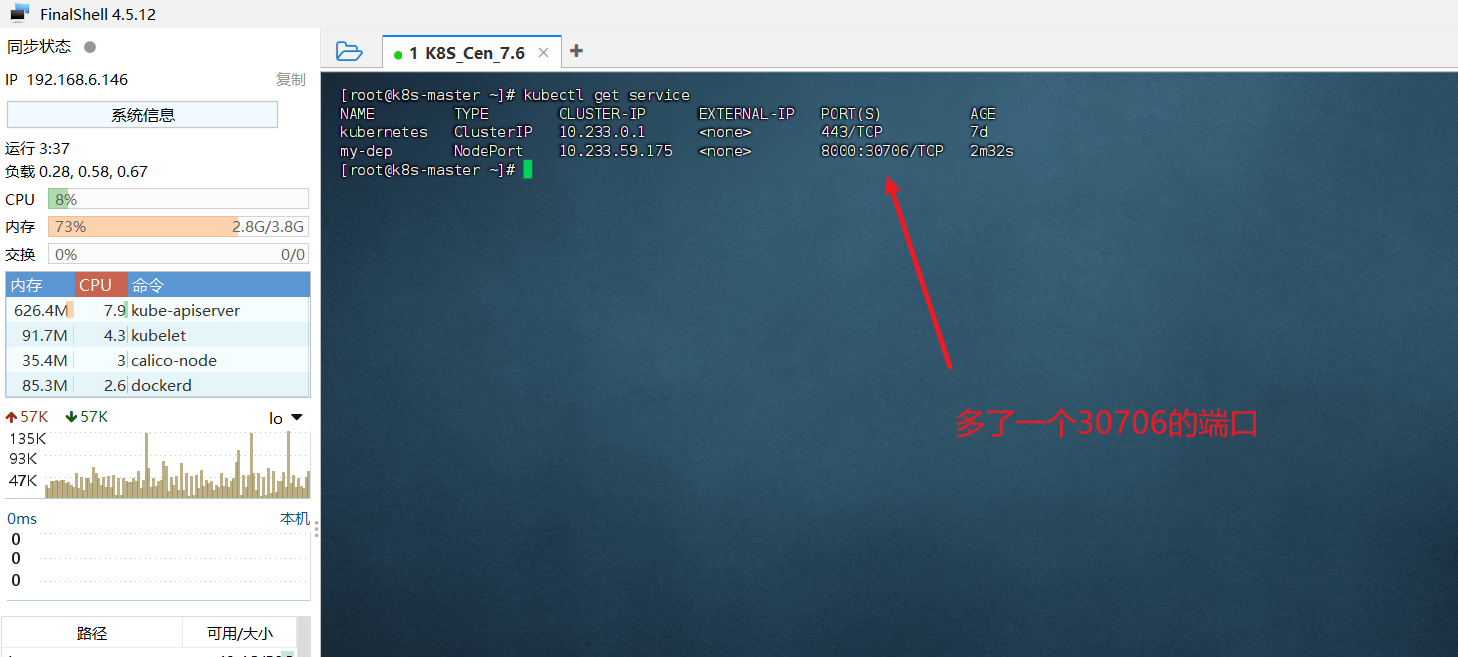 FinalShell 4.5.12
同步状态
IP 192.168.6.146 复制
系统信息
运行 3:37
负载 0.28, 0.58, 0.67
CPU 8%
内存 73% 2.8G/3.8G
交换 0% 0/0
内存 CPU 命令
626.4M 7.9 kube-apiserver
91.7M 4.3 kubelet
35.4M 3 calico-node
85.3M 2.6 dockerd
57K 57K lo
135K
93K
47K
0ms 本机
0
0
0
路径 可用/大小
1 K8S_Cen_7.6
[root@k8s-master ~]# kubectl get service
NAME TYPE CLUSTER-IP EXTERNAL-IP PORT(S) AGE
kubernetes ClusterIP 10.233.0.1 <none> 443/TCP 7d
my-dep NodePort 10.233.59.175 <none> 8000:30706/TCP 2m32s
[root@k8s-master ~]#
多了一个30706的端口